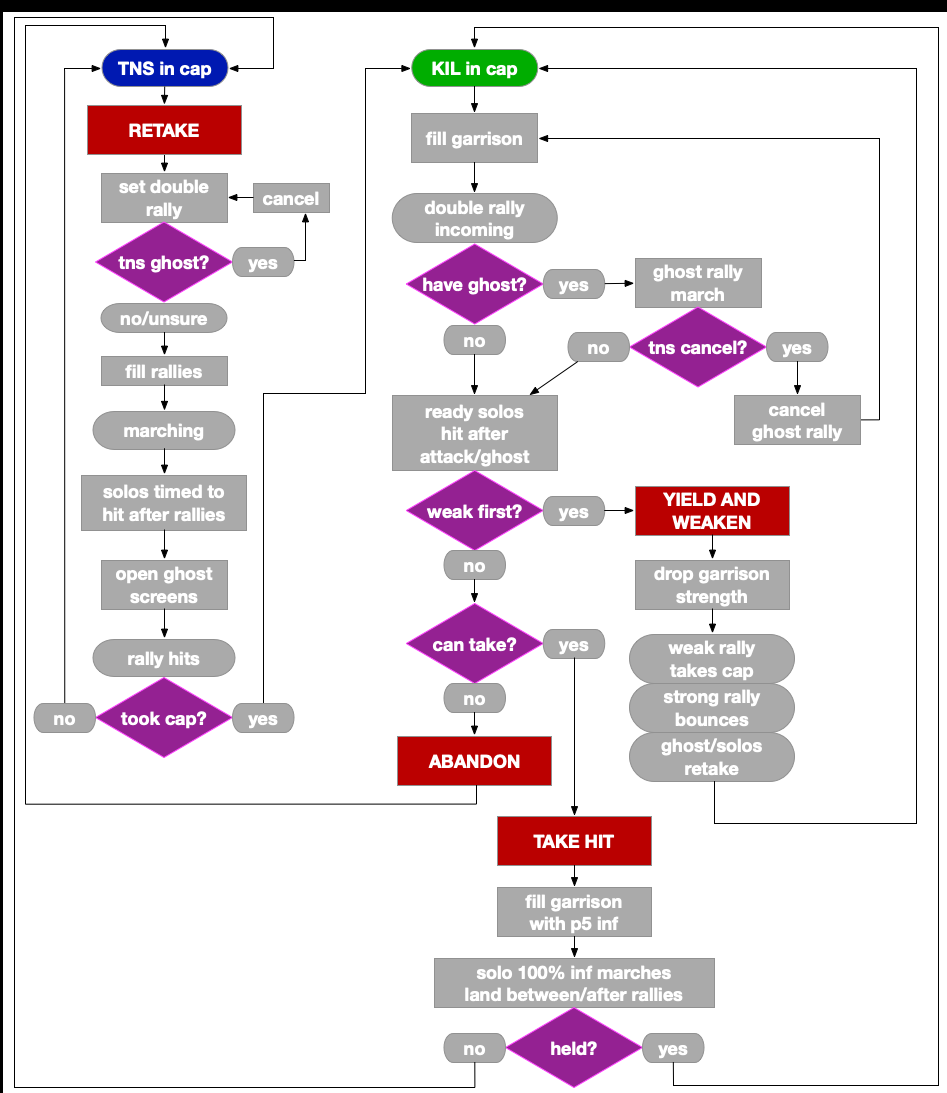 TNS in cap
RETAKE
set double
rally
cancel
tns ghost?
yes
no/unsure
fill rallies
marching
solos timed to
hit after rallies
open ghost
screens
rally hits
no
took cap?
yes
KIL in cap
fill garrison
double rally
incoming
have ghost?
yes
ghost rally
march
no
no
tns cancel?
yes
cancel
ghost rally
ready solos
hit after
attack/ghost
weak first?
yes
YIELD AND
WEAKEN
no
drop garrison
strength
can take?
yes
weak rally
takes cap
strong rally
bounces
ghost/solos
retake
no
ABANDON
TAKE HIT
fill garrison
with p5 inf
solo 100% inf marches
land between/after rallies
no
held?
yes